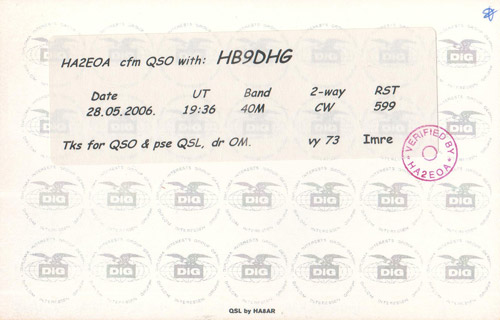 HA2EOA cfm QSO with: HB9DHG
Date UT Band 2-way RST
28.05.2006. 19:36 40M CW 599
Tks for QSO & pse QSL, dr OM. vy 73 Imre
VERIFIED BY
HA2EOA
DIG
QSL by HA8AR